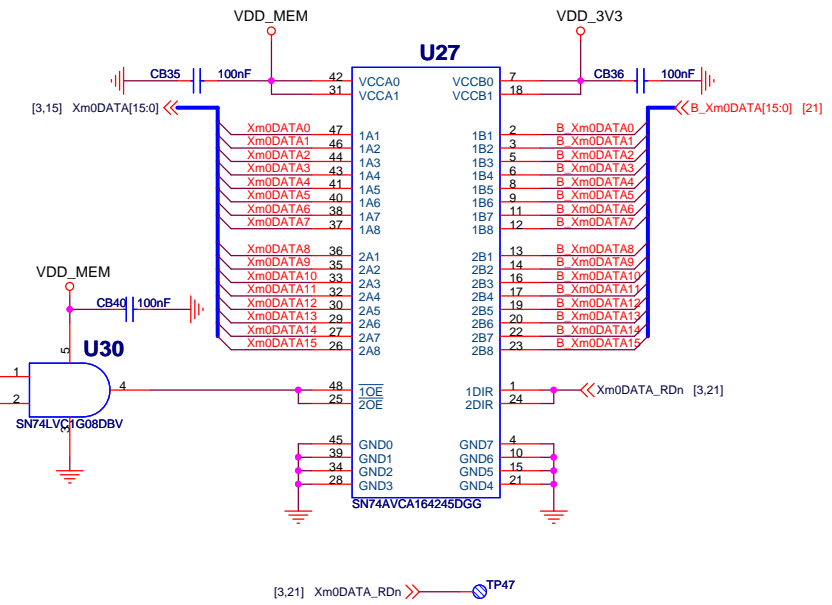 VDD_MEM VDD_3V3
U27
CB35 100nF 42 VCCA0 VCCB0 7 CB36 100nF
31 VCCA1 VCCB1 18
[3,15] Xm0DATA[15:0] B_Xm0DATA[15:0] [21]
Xm0DATA0 47 1A1 1B1 2 B_Xm0DATA0
Xm0DATA1 46 1A2 1B2 3 B_Xm0DATA1
Xm0DATA2 44 1A3 1B3 5 B_Xm0DATA2
Xm0DATA3 43 1A4 1B4 6 B_Xm0DATA3
Xm0DATA4 41 1A5 1B5 8 B_Xm0DATA4
Xm0DATA5 40 1A6 1B6 9 B_Xm0DATA5
Xm0DATA6 38 1A7 1B7 11 B_Xm0DATA6
Xm0DATA7 37 1A8 1B8 12 B_Xm0DATA7
Xm0DATA8 36 2A1 2B1 13 B_Xm0DATA8
Xm0DATA9 35 2A2 2B2 14 B_Xm0DATA9
Xm0DATA10 33 2A3 2B3 16 B_Xm0DATA10
Xm0DATA11 32 2A4 2B4 17 B_Xm0DATA11
Xm0DATA12 30 2A5 2B5 19 B_Xm0DATA12
Xm0DATA13 29 2A6 2B6 20 B_Xm0DATA13
Xm0DATA14 27 2A7 2B7 22 B_Xm0DATA14
Xm0DATA15 26 2A8 2B8 23 B_Xm0DATA15
VDD_MEM
CB40 100nF
5 U30
1 4 48 1OE 1DIR 1 Xm0DATA_RDn [3,21]
2 25 2OE 2DIR 24
SN74LVC1G08DBV
3
45 GND0 GND7 4
39 GND1 GND6 10
34 GND2 GND5 15
28 GND3 GND4 21
SN74AVCA164245DGG
[3,21] Xm0DATA_RDn TP47